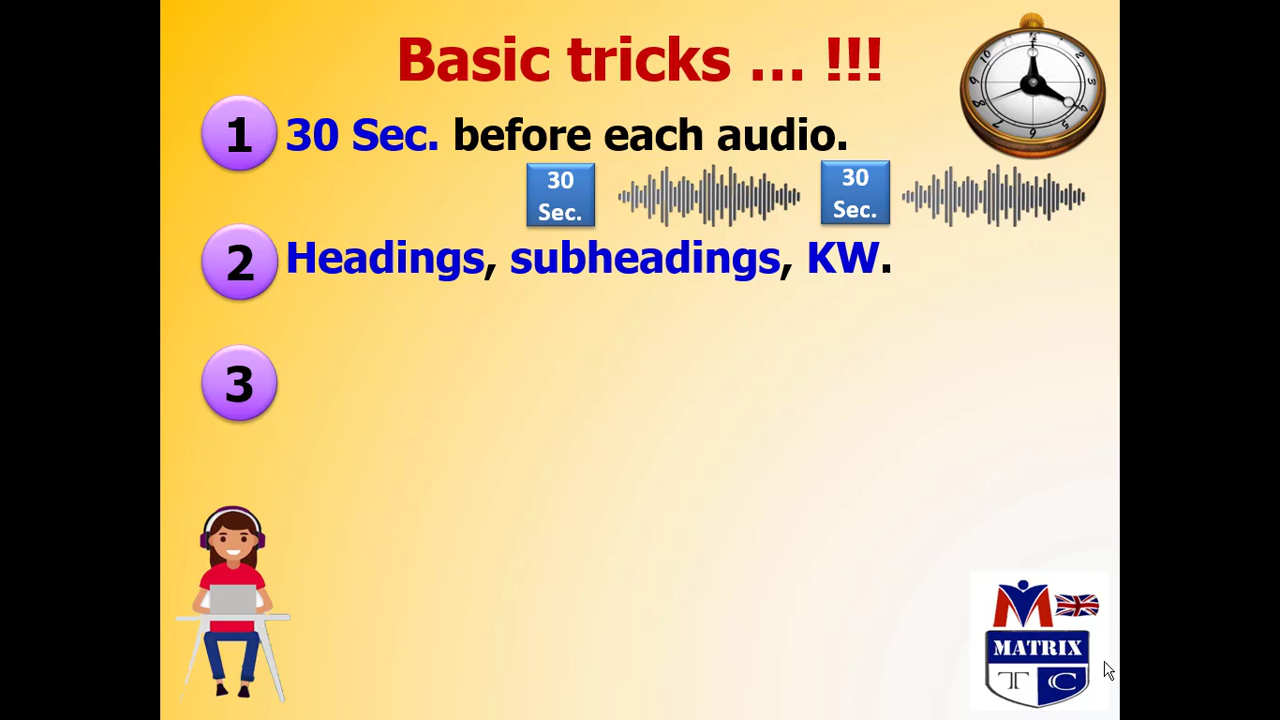 Basic tricks ... !!!
1 30 Sec. before each audio.
30 Sec.
30 Sec.
2 Headings, subheadings, KW.
3
MATRIX
T C